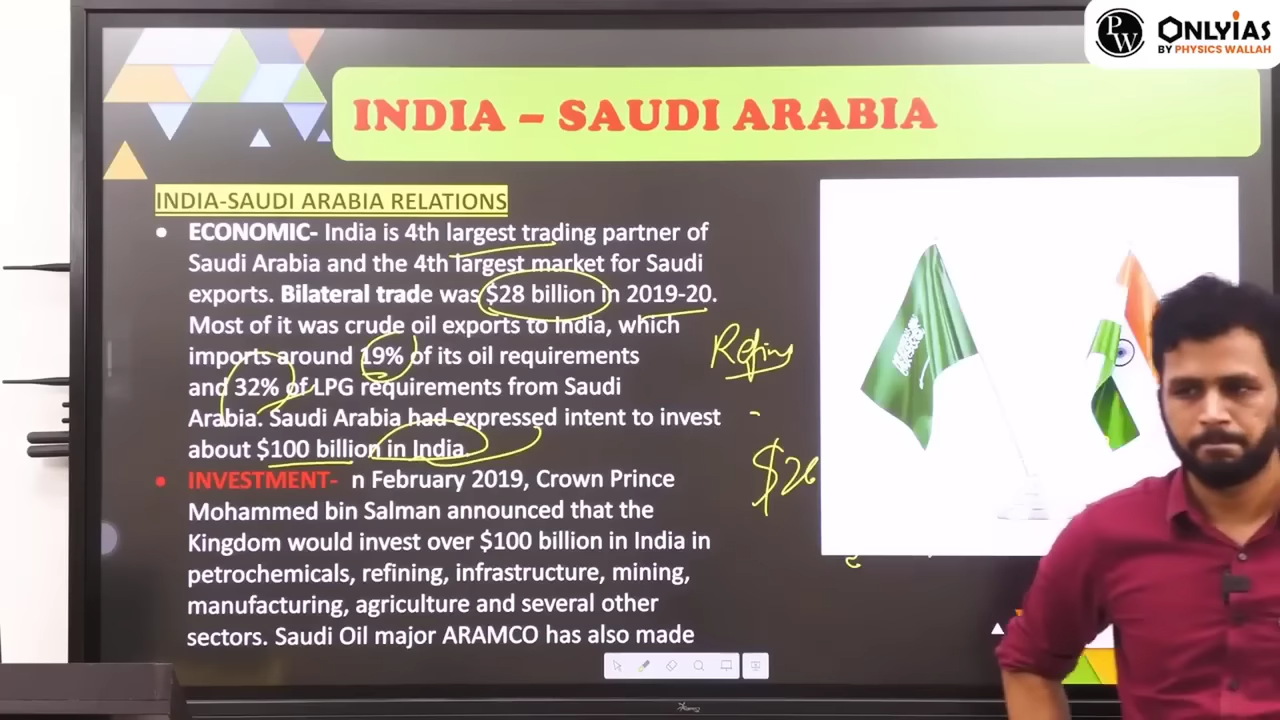 PW
ONLYIAS
BY PHYSICS WALLAH
INDIA – SAUDI ARABIA
INDIA-SAUDI ARABIA RELATIONS
• ECONOMIC- India is 4th largest trading partner of
Saudi Arabia and the 4th largest market for Saudi
exports. Bilateral trade was $28 billion in 2019-20.
Most of it was crude oil exports to India, which
imports around 19% of its oil requirements
and 32% of LPG requirements from Saudi
Arabia. Saudi Arabia had expressed intent to invest
about $100 billion in India.
• INVESTMENT- n February 2019, Crown Prince
Mohammed bin Salman announced that the
Kingdom would invest over $100 billion in India in
petrochemicals, refining, infrastructure, mining,
manufacturing, agriculture and several other
sectors. Saudi Oil major ARAMCO has also made